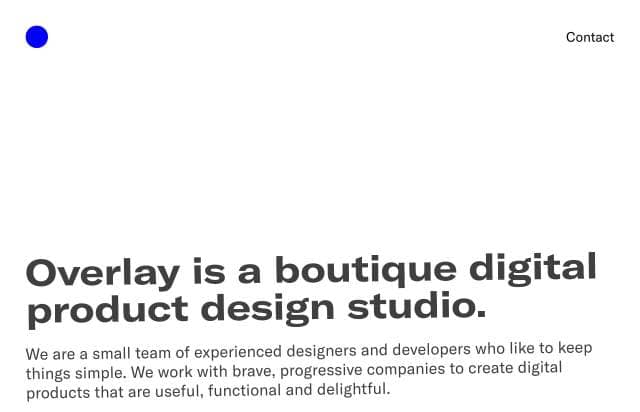 Contact
Overlay is a boutique digital
product design studio.
We are a small team of experienced designers and developers who like to keep
things simple. We work with brave, progressive companies to create digital
products that are useful, functional and delightful.